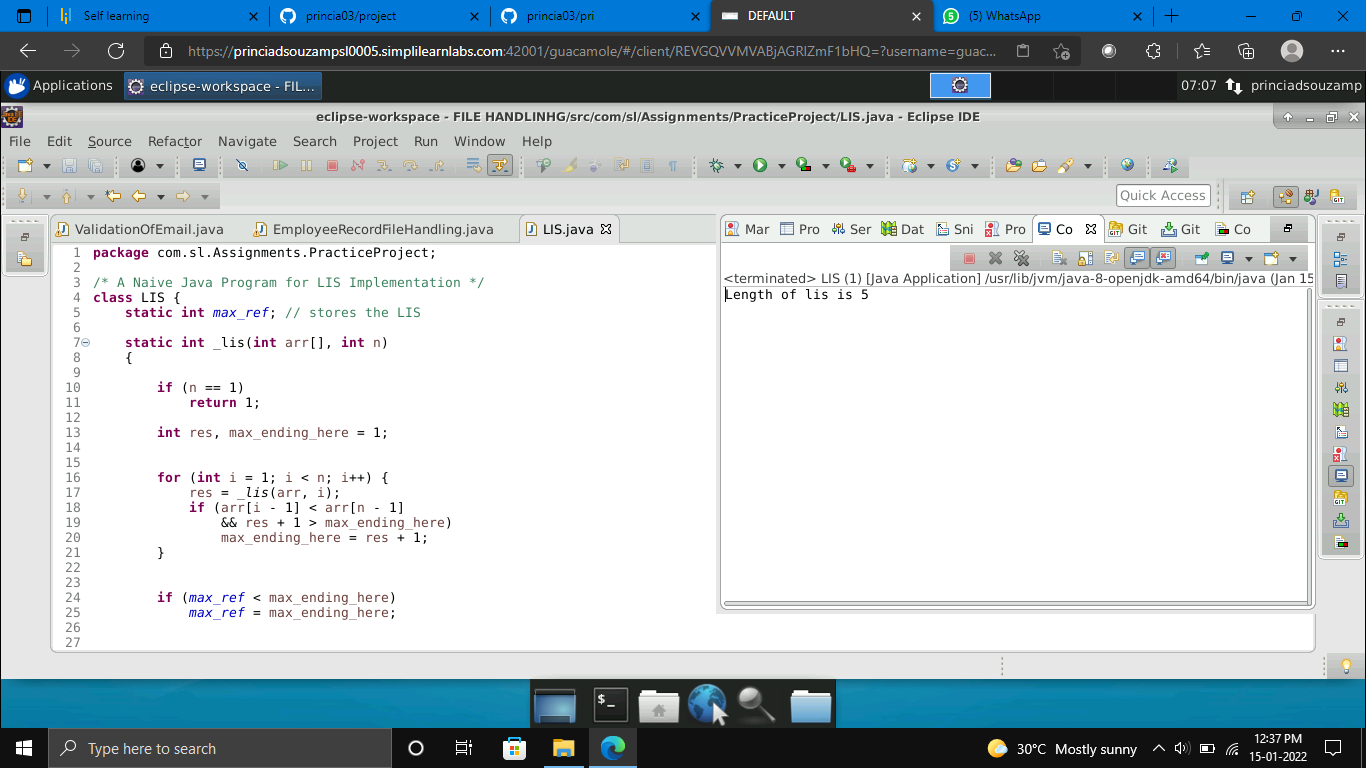 Self learning
princia03/project
princia03/pri
DEFAULT
(5) WhatsApp
https://princiadsouzampsl0005.simplilearnlabs.com:42001/guacamole/#/client/REVGQVVMVABjAGRlZmF1bHQ=?username=guac...
Applications
eclipse-workspace - FIL...
07:07
princiadsouzamp
eclipse-workspace - FILE HANDLINHG/src/com/sl/Assignments/PracticeProject/LIS.java - Eclipse IDE
File Edit Source Refactor Navigate Search Project Run Window Help
Quick Access
ValidationOfEmail.java
EmployeeRecordFileHandling.java
LIS.java
Mar
Pro
Ser
Dat
Sni
Pro
Co
Git
Git
Co
<terminated> LIS (1) [Java Application] /usr/lib/jvm/java-8-openjdk-amd64/bin/java (Jan 15
Length of lis is 5
1 package com.sl.Assignments.PracticeProject;
2
3 /* A Naive Java Program for LIS Implementation */
4 class LIS {
5 static int max_ref; // stores the LIS
6
7 static int _lis(int arr[], int n)
8 {
9
10 if (n == 1)
11 return 1;
12
13 int res, max_ending_here = 1;
14
15
16 for (int i = 1; i < n; i++) {
17 res = _lis(arr, i);
18 if (arr[i - 1] < arr[n - 1]
19 && res + 1 > max_ending_here)
20 max_ending_here = res + 1;
21 }
22
23
24 if (max_ref < max_ending_here)
25 max_ref = max_ending_here;
26
27
Type here to search
30°C Mostly sunny
12:37 PM
15-01-2022